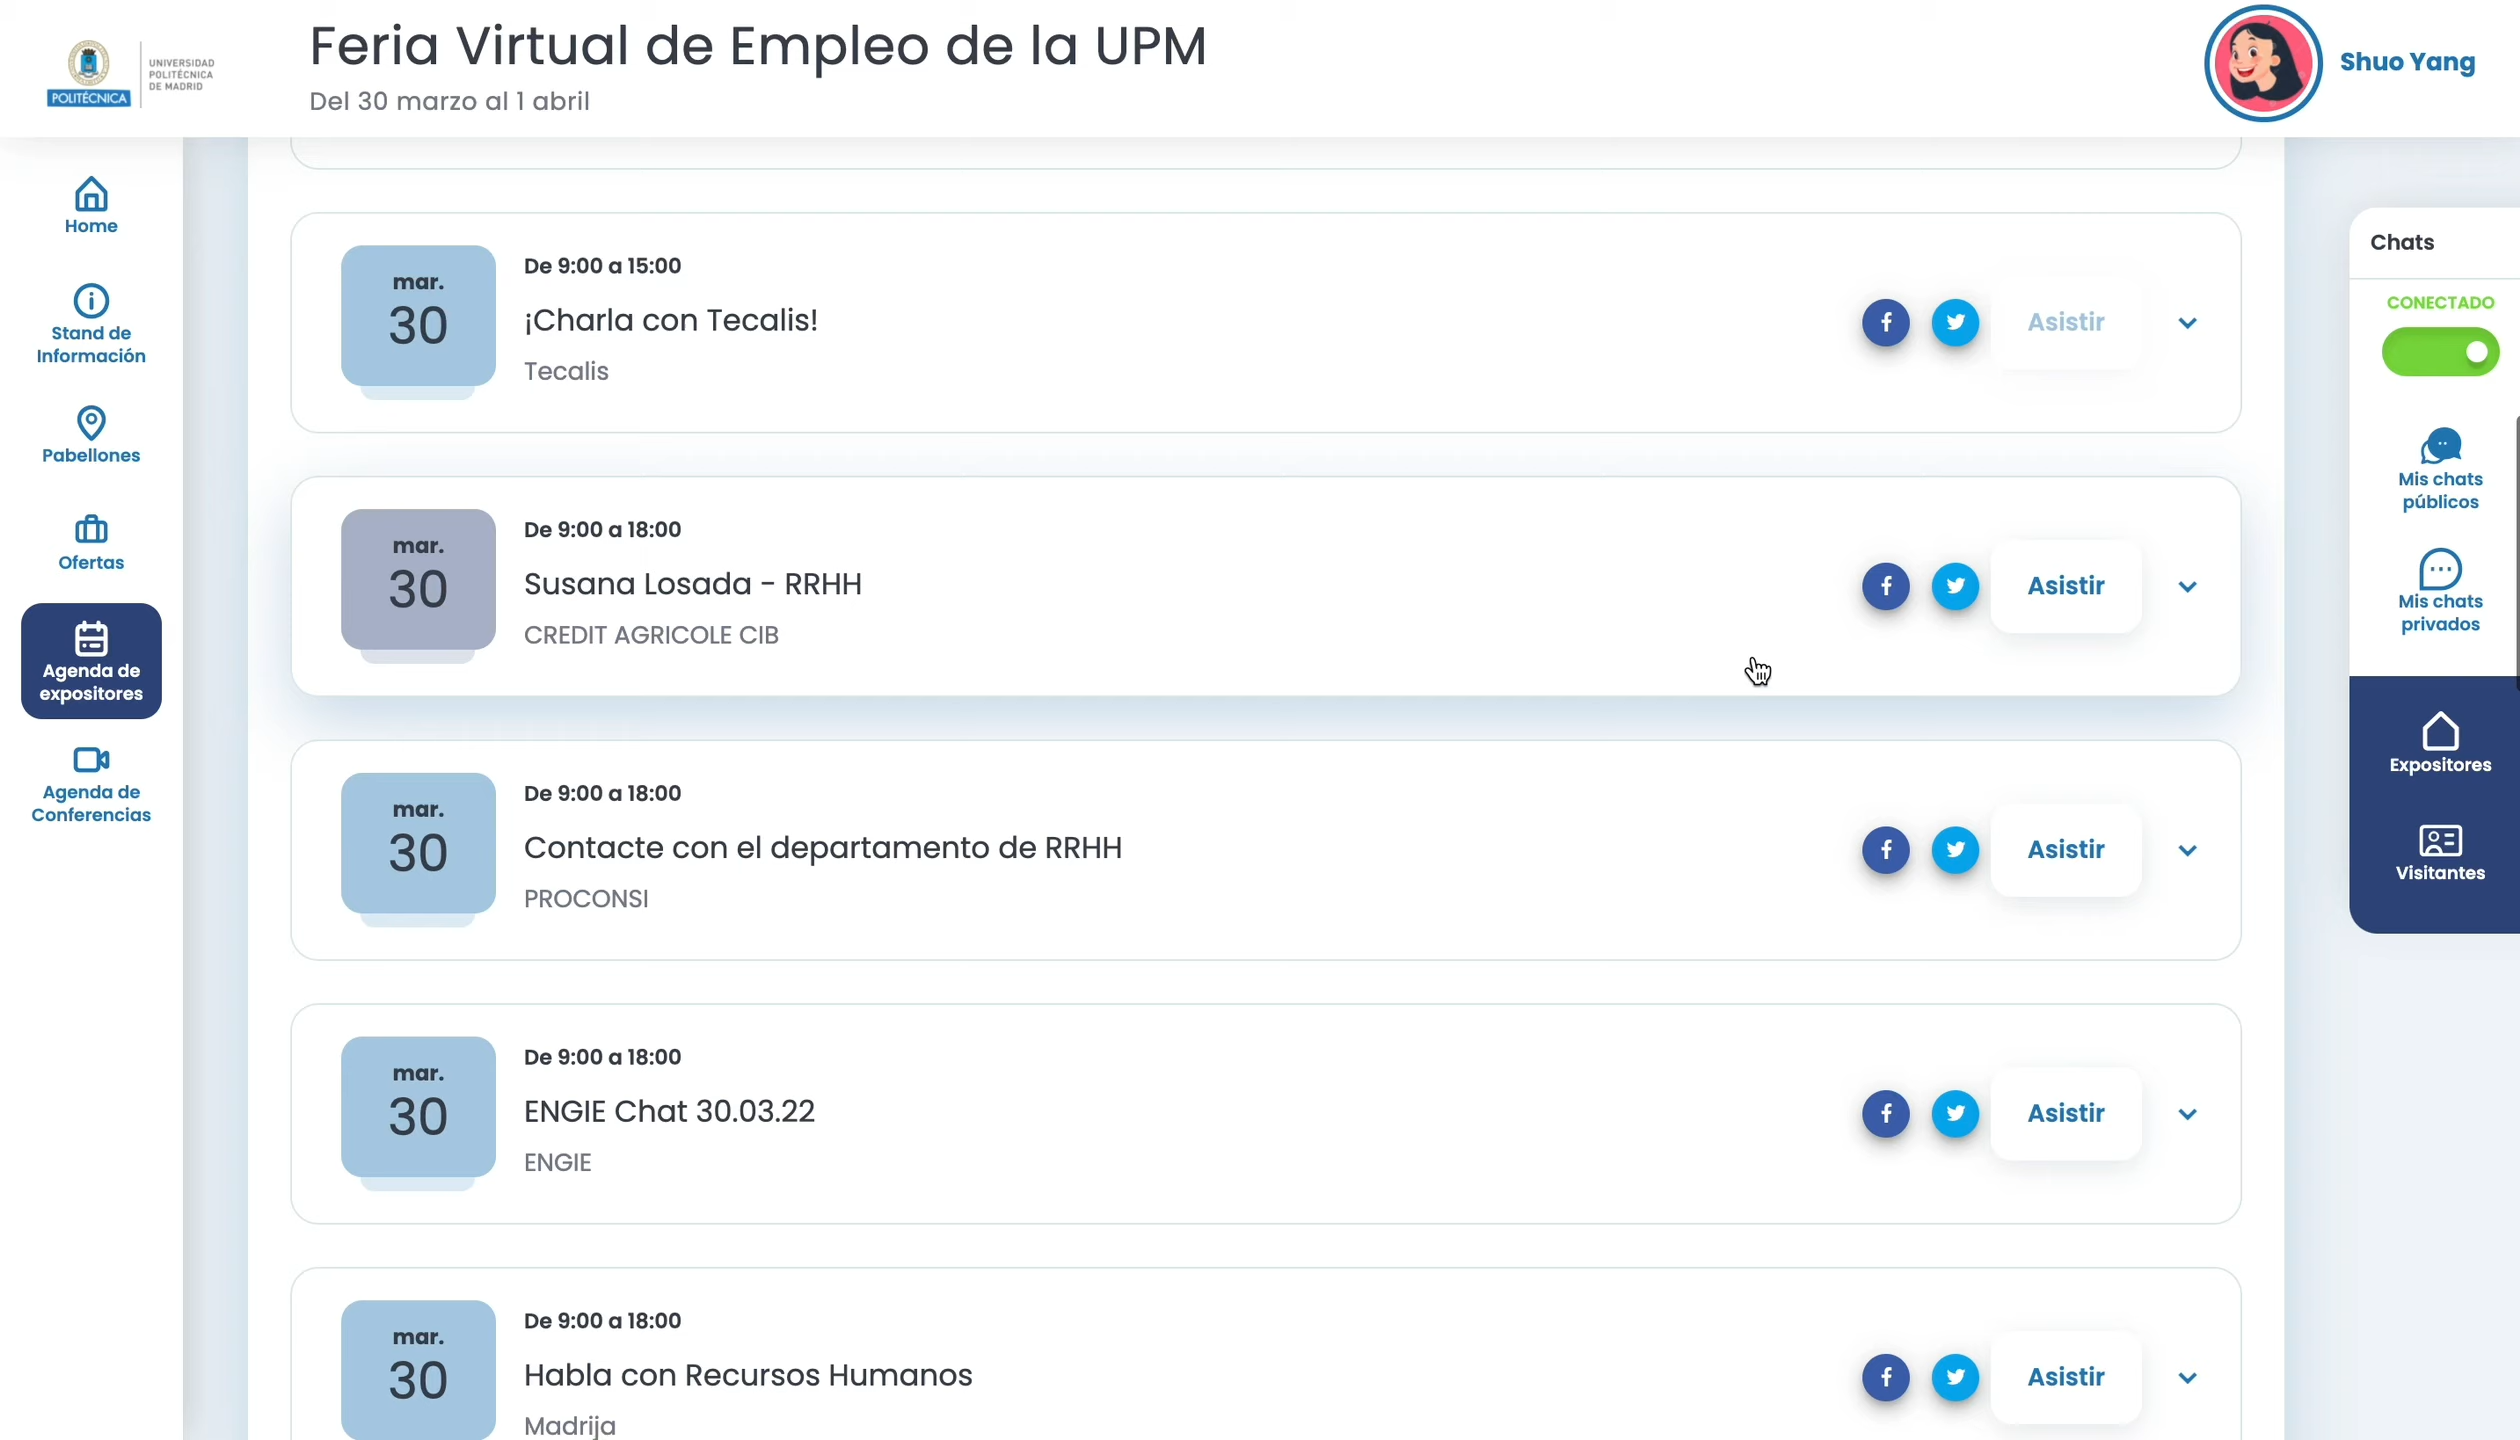 POLITÉCNICA
UNIVERSIDAD
POLITÉCNICA
DE MADRID
Feria Virtual de Empleo de la UPM
Del 30 marzo al 1 abril
Shuo Yang
Home
Stand de
Información
Pabellones
Ofertas
Agenda de
expositores
Agenda de
Conferencias
mar.
30
De 9:00 a 15:00
¡Charla con Tecalis!
Tecalis
Asistir
mar.
30
De 9:00 a 18:00
Susana Losada - RRHH
CREDIT AGRICOLE CIB
Asistir
mar.
30
De 9:00 a 18:00
Contacte con el departamento de RRHH
PROCONSI
Asistir
mar.
30
De 9:00 a 18:00
ENGIE Chat 30.03.22
ENGIE
Asistir
mar.
30
De 9:00 a 18:00
Habla con Recursos Humanos
Madrija
Asistir
Chats
CONECTADO
Mis chats
públicos
Mis chats
privados
Expositores
Visitantes